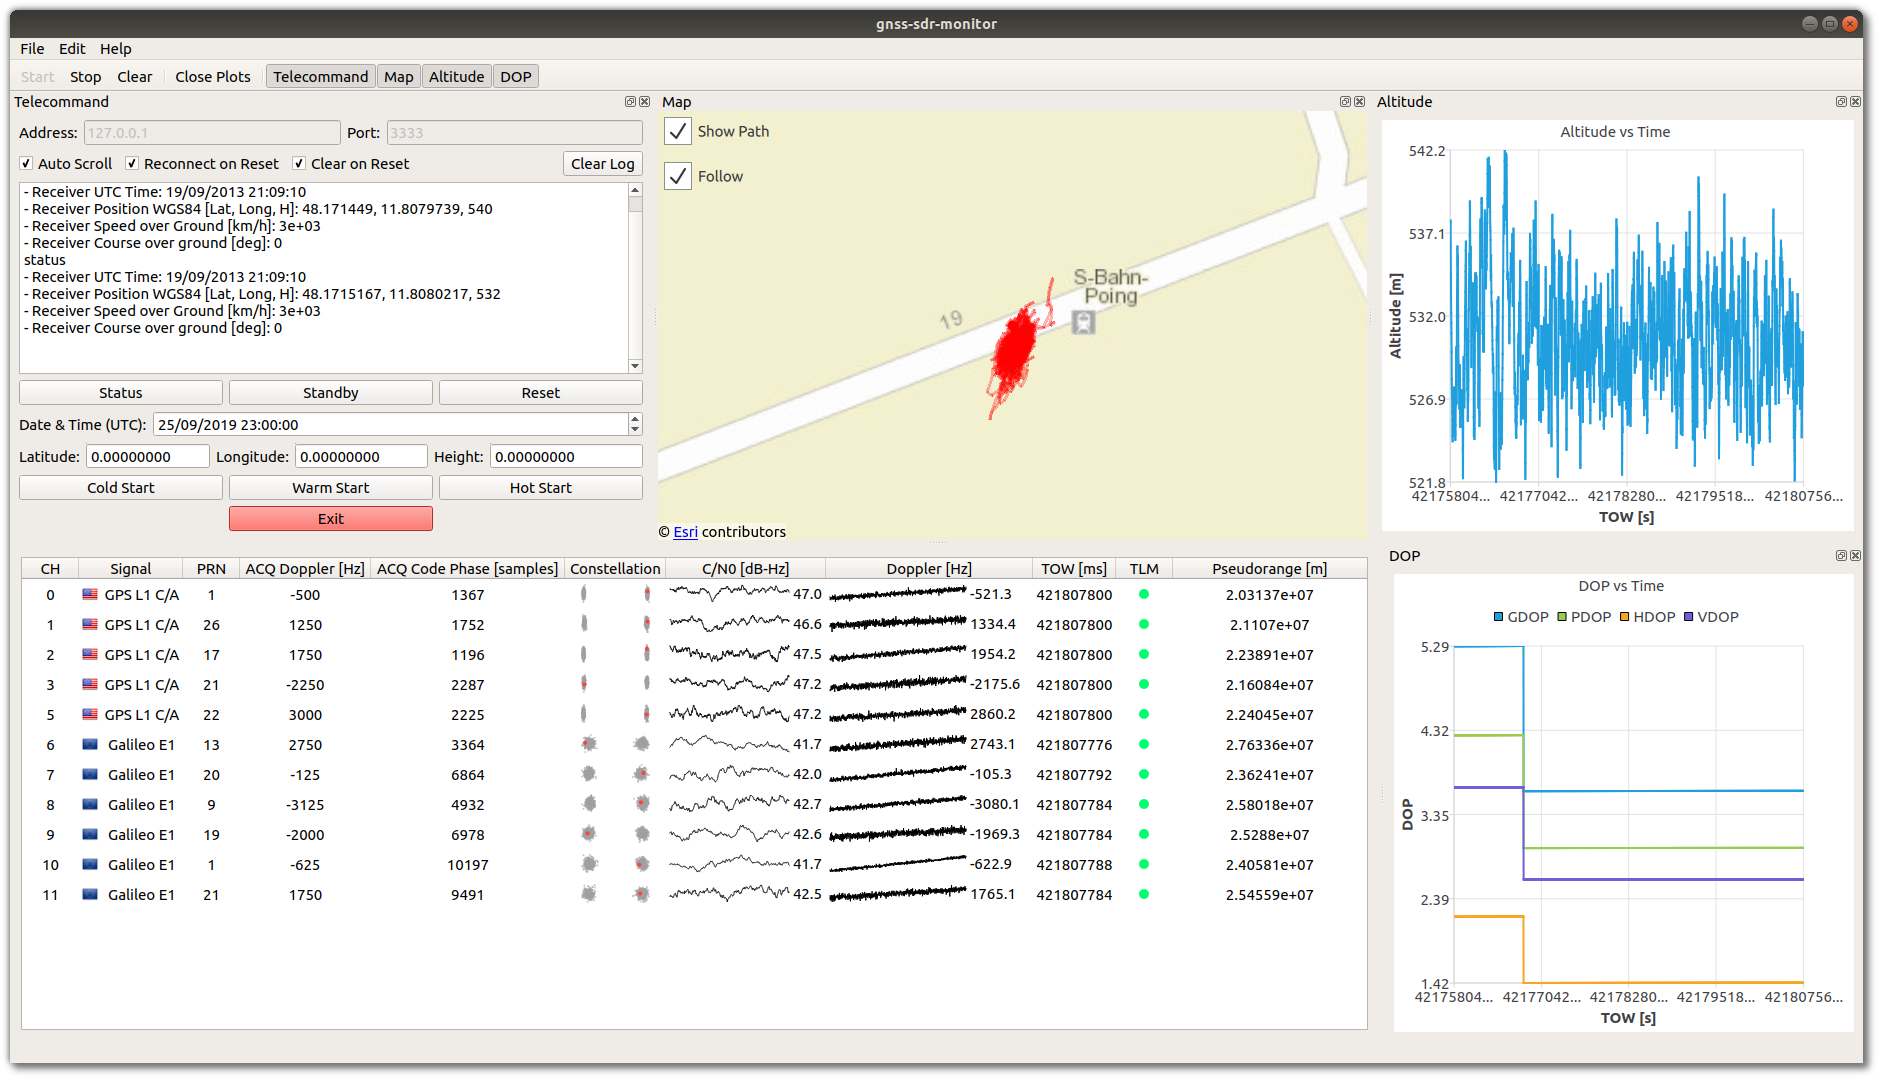 gnss-sdr-monitor
File Edit Help
Start Stop Clear Close Plots Telecommand Map Altitude DOP
Telecommand
Address: 127.0.0.1 Port: 3333
Auto Scroll Reconnect on Reset Clear on Reset Clear Log
- Receiver UTC Time: 19/09/2013 21:09:10
- Receiver Position WGS84 [Lat, Long, H]: 48.171449, 11.8079739, 540
- Receiver Speed over Ground [km/h]: 3e+03
- Receiver Course over ground [deg]: 0
status
- Receiver UTC Time: 19/09/2013 21:09:10
- Receiver Position WGS84 [Lat, Long, H]: 48.1715167, 11.8080217, 532
- Receiver Speed over Ground [km/h]: 3e+03
- Receiver Course over ground [deg]: 0
Status Standby Reset
Date & Time (UTC): 25/09/2019 23:00:00
Latitude: 0.00000000 Longitude: 0.00000000 Height: 0.00000000
Cold Start Warm Start Hot Start
Exit
Map
Show Path
Follow
S-Bahn-
Poing
19
© Esri contributors
Altitude
Altitude vs Time
542.2
537.1
532.0
526.9
521.8
Altitude [m]
42175804... 42177042... 42178280... 42179518... 42180756...
TOW [s]
CH Signal PRN ACQ Doppler [Hz] ACQ Code Phase [samples] Constellation C/N0 [dB-Hz] Doppler [Hz] TOW [ms] TLM Pseudorange [m]
0 GPS L1 C/A 1 -500 1367 47.0 -521.3 421807800 2.03137e+07
1 GPS L1 C/A 26 1250 1752 46.6 1334.4 421807800 2.1107e+07
2 GPS L1 C/A 17 1750 1196 47.5 1954.2 421807800 2.23891e+07
3 GPS L1 C/A 21 -2250 2287 47.2 -2175.6 421807800 2.16084e+07
5 GPS L1 C/A 22 3000 2225 47.2 2860.2 421807800 2.24045e+07
6 Galileo E1 13 2750 3364 41.7 2743.1 421807776 2.76336e+07
7 Galileo E1 20 -125 6864 42.0 -105.3 421807792 2.36241e+07
8 Galileo E1 9 -3125 4932 42.7 -3080.1 421807784 2.58018e+07
9 Galileo E1 19 -2000 6978 42.6 -1969.3 421807784 2.5288e+07
10 Galileo E1 1 -625 10197 41.7 -622.9 421807788 2.40581e+07
11 Galileo E1 21 1750 9491 42.5 1765.1 421807784 2.54559e+07
DOP
DOP vs Time
GDOP PDOP HDOP VDOP
5.29
4.32
3.35
2.39
1.42
DOP
42175804... 42177042... 42178280... 42179518... 42180756...
TOW [s]